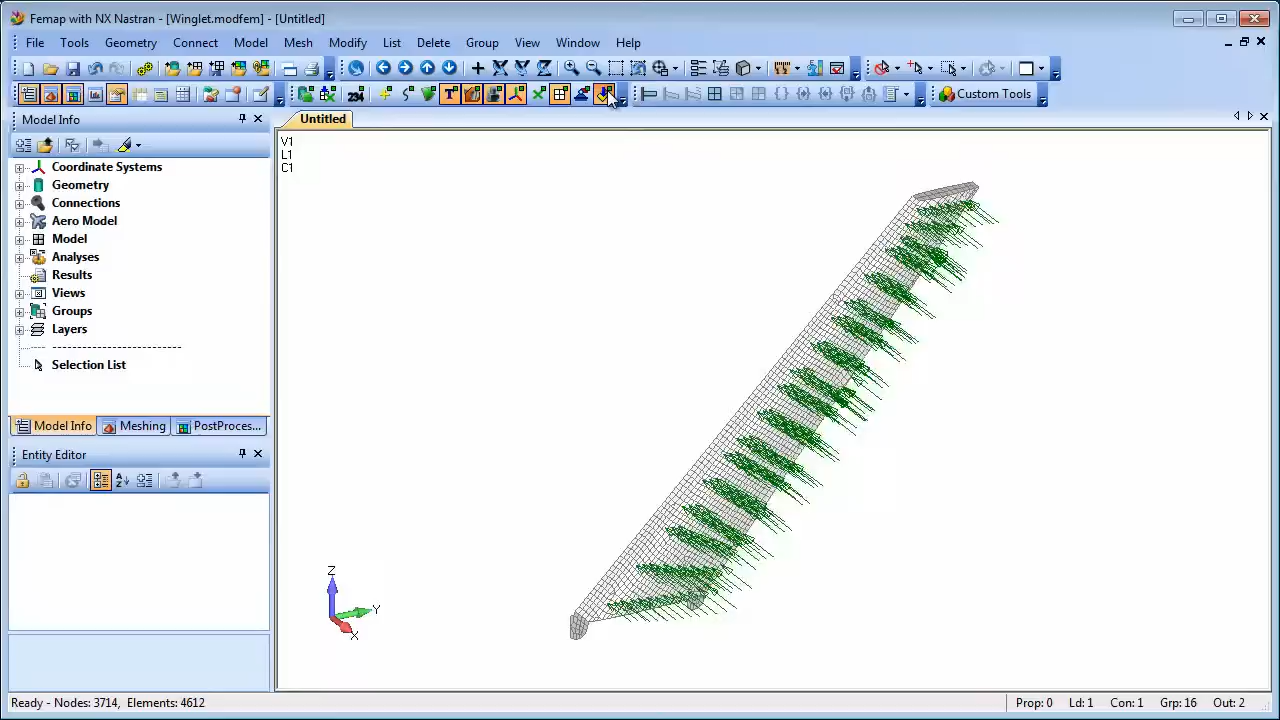 Femap with NX Nastran - [Winglet.modfem] - [Untitled]
File Tools Geometry Connect Model Mesh Modify List Delete Group View Window Help
234
T
Custom Tools
Model Info
Untitled
V1
L1
C1
Coordinate Systems
Geometry
Connections
Aero Model
Model
Analyses
Results
Views
Groups
Layers
Selection List
Model Info Meshing PostProces...
Entity Editor
Z
Y
X
Ready - Nodes: 3714, Elements: 4612
Prop: 0 Ld: 1 Con: 1 Grp: 16 Out: 2